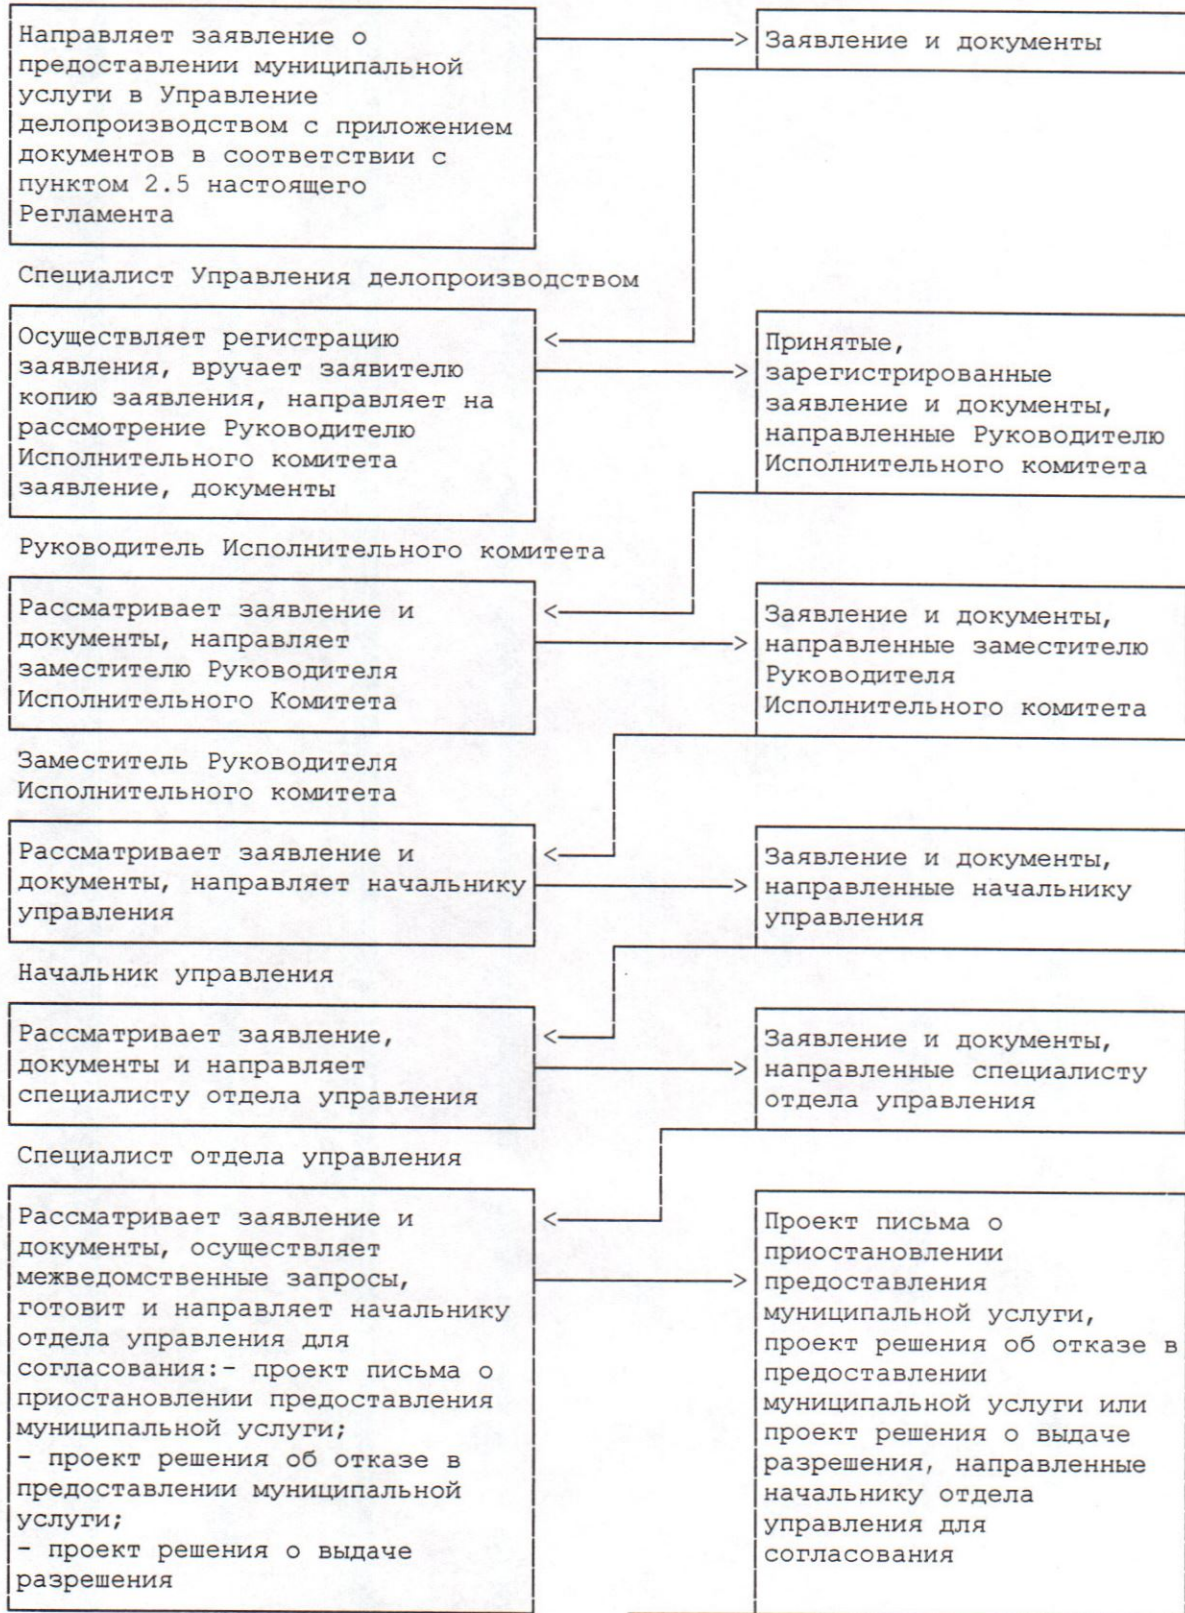 Направляет заявление о
предоставлении муниципальной
услуги в Управление
делопроизводством с приложением
документов в соответствии с
пунктом 2.5 настоящего
Регламента
Заявление и документы
Специалист Управления делопроизводством
Осуществляет регистрацию
заявления, вручает заявителю
копию заявления, направляет на
рассмотрение Руководителю
Исполнительного комитета
заявление, документы
Принятые,
зарегистрированные
заявление и документы,
направленные Руководителю
Исполнительного комитета
Руководитель Исполнительного комитета
Рассматривает заявление и
документы, направляет
заместителю Руководителя
Исполнительного Комитета
Заявление и документы,
направленные заместителю
Руководителя
Исполнительного комитета
Заместитель Руководителя
Исполнительного комитета
Рассматривает заявление и
документы, направляет начальнику
управления
Заявление и документы,
направленные начальнику
управления
Начальник управления
Рассматривает заявление,
документы и направляет
специалисту отдела управления
Заявление и документы,
направленные специалисту
отдела управления
Специалист отдела управления
Рассматривает заявление и
документы, осуществляет
межведомственные запросы,
готовит и направляет начальнику
отдела управления для
согласования:- проект письма о
приостановлении предоставления
муниципальной услуги;
- проект решения об отказе в
предоставлении муниципальной
услуги;
- проект решения о выдаче
разрешения
Проект письма о
приостановлении
предоставления
муниципальной услуги,
проект решения об отказе в
предоставлении
муниципальной услуги или
проект решения о выдаче
разрешения, направленные
начальнику отдела
управления для
согласования